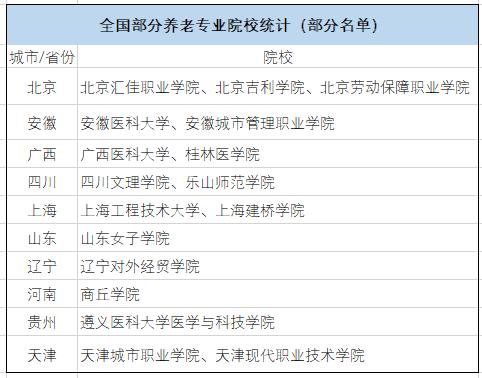 全国部分养老专业院校统计（部分名单）
城市/省份 院校
北京 北京汇佳职业学院、北京吉利学院、北京劳动保障职业学院
安徽 安徽医科大学、安徽城市管理职业学院
广西 广西医科大学、桂林医学院
四川 四川文理学院、乐山师范学院
上海 上海工程技术大学、上海建桥学院
山东 山东女子学院
辽宁 辽宁对外经贸学院
河南 商丘学院
贵州 遵义医科大学医学与科技学院
天津 天津城市职业学院、天津现代职业技术学院